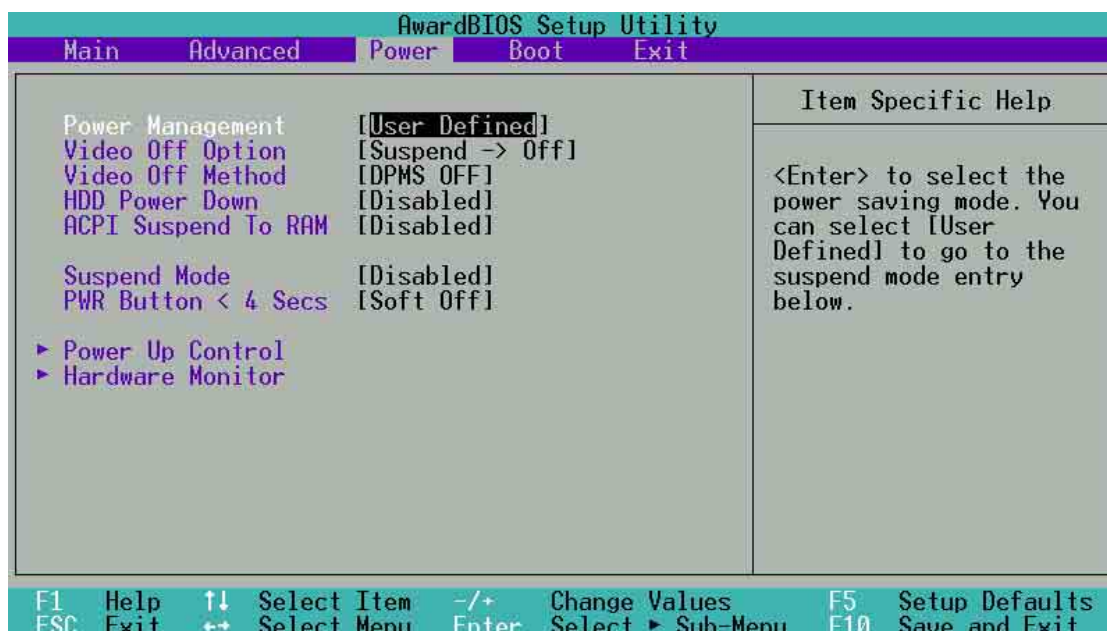 AwardBIOS Setup Utility
Main Advanced Power Boot Exit
Power Management [User Defined]
Video Off Option [Suspend -> Off]
Video Off Method [DPMS OFF]
HDD Power Down [Disabled]
ACPI Suspend To RAM [Disabled]
Suspend Mode [Disabled]
PWR Button < 4 Secs [Soft Off]
► Power Up Control
► Hardware Monitor
Item Specific Help
<Enter> to select the
power saving mode. You
can select [User
Defined] to go to the
suspend mode entry
below.
F1 Help ↑↓ Select Item -/+ Change Values F5 Setup Defaults
ESC Exit ←→ Select Menu Enter Select ► Sub-Menu F10 Save and Exit